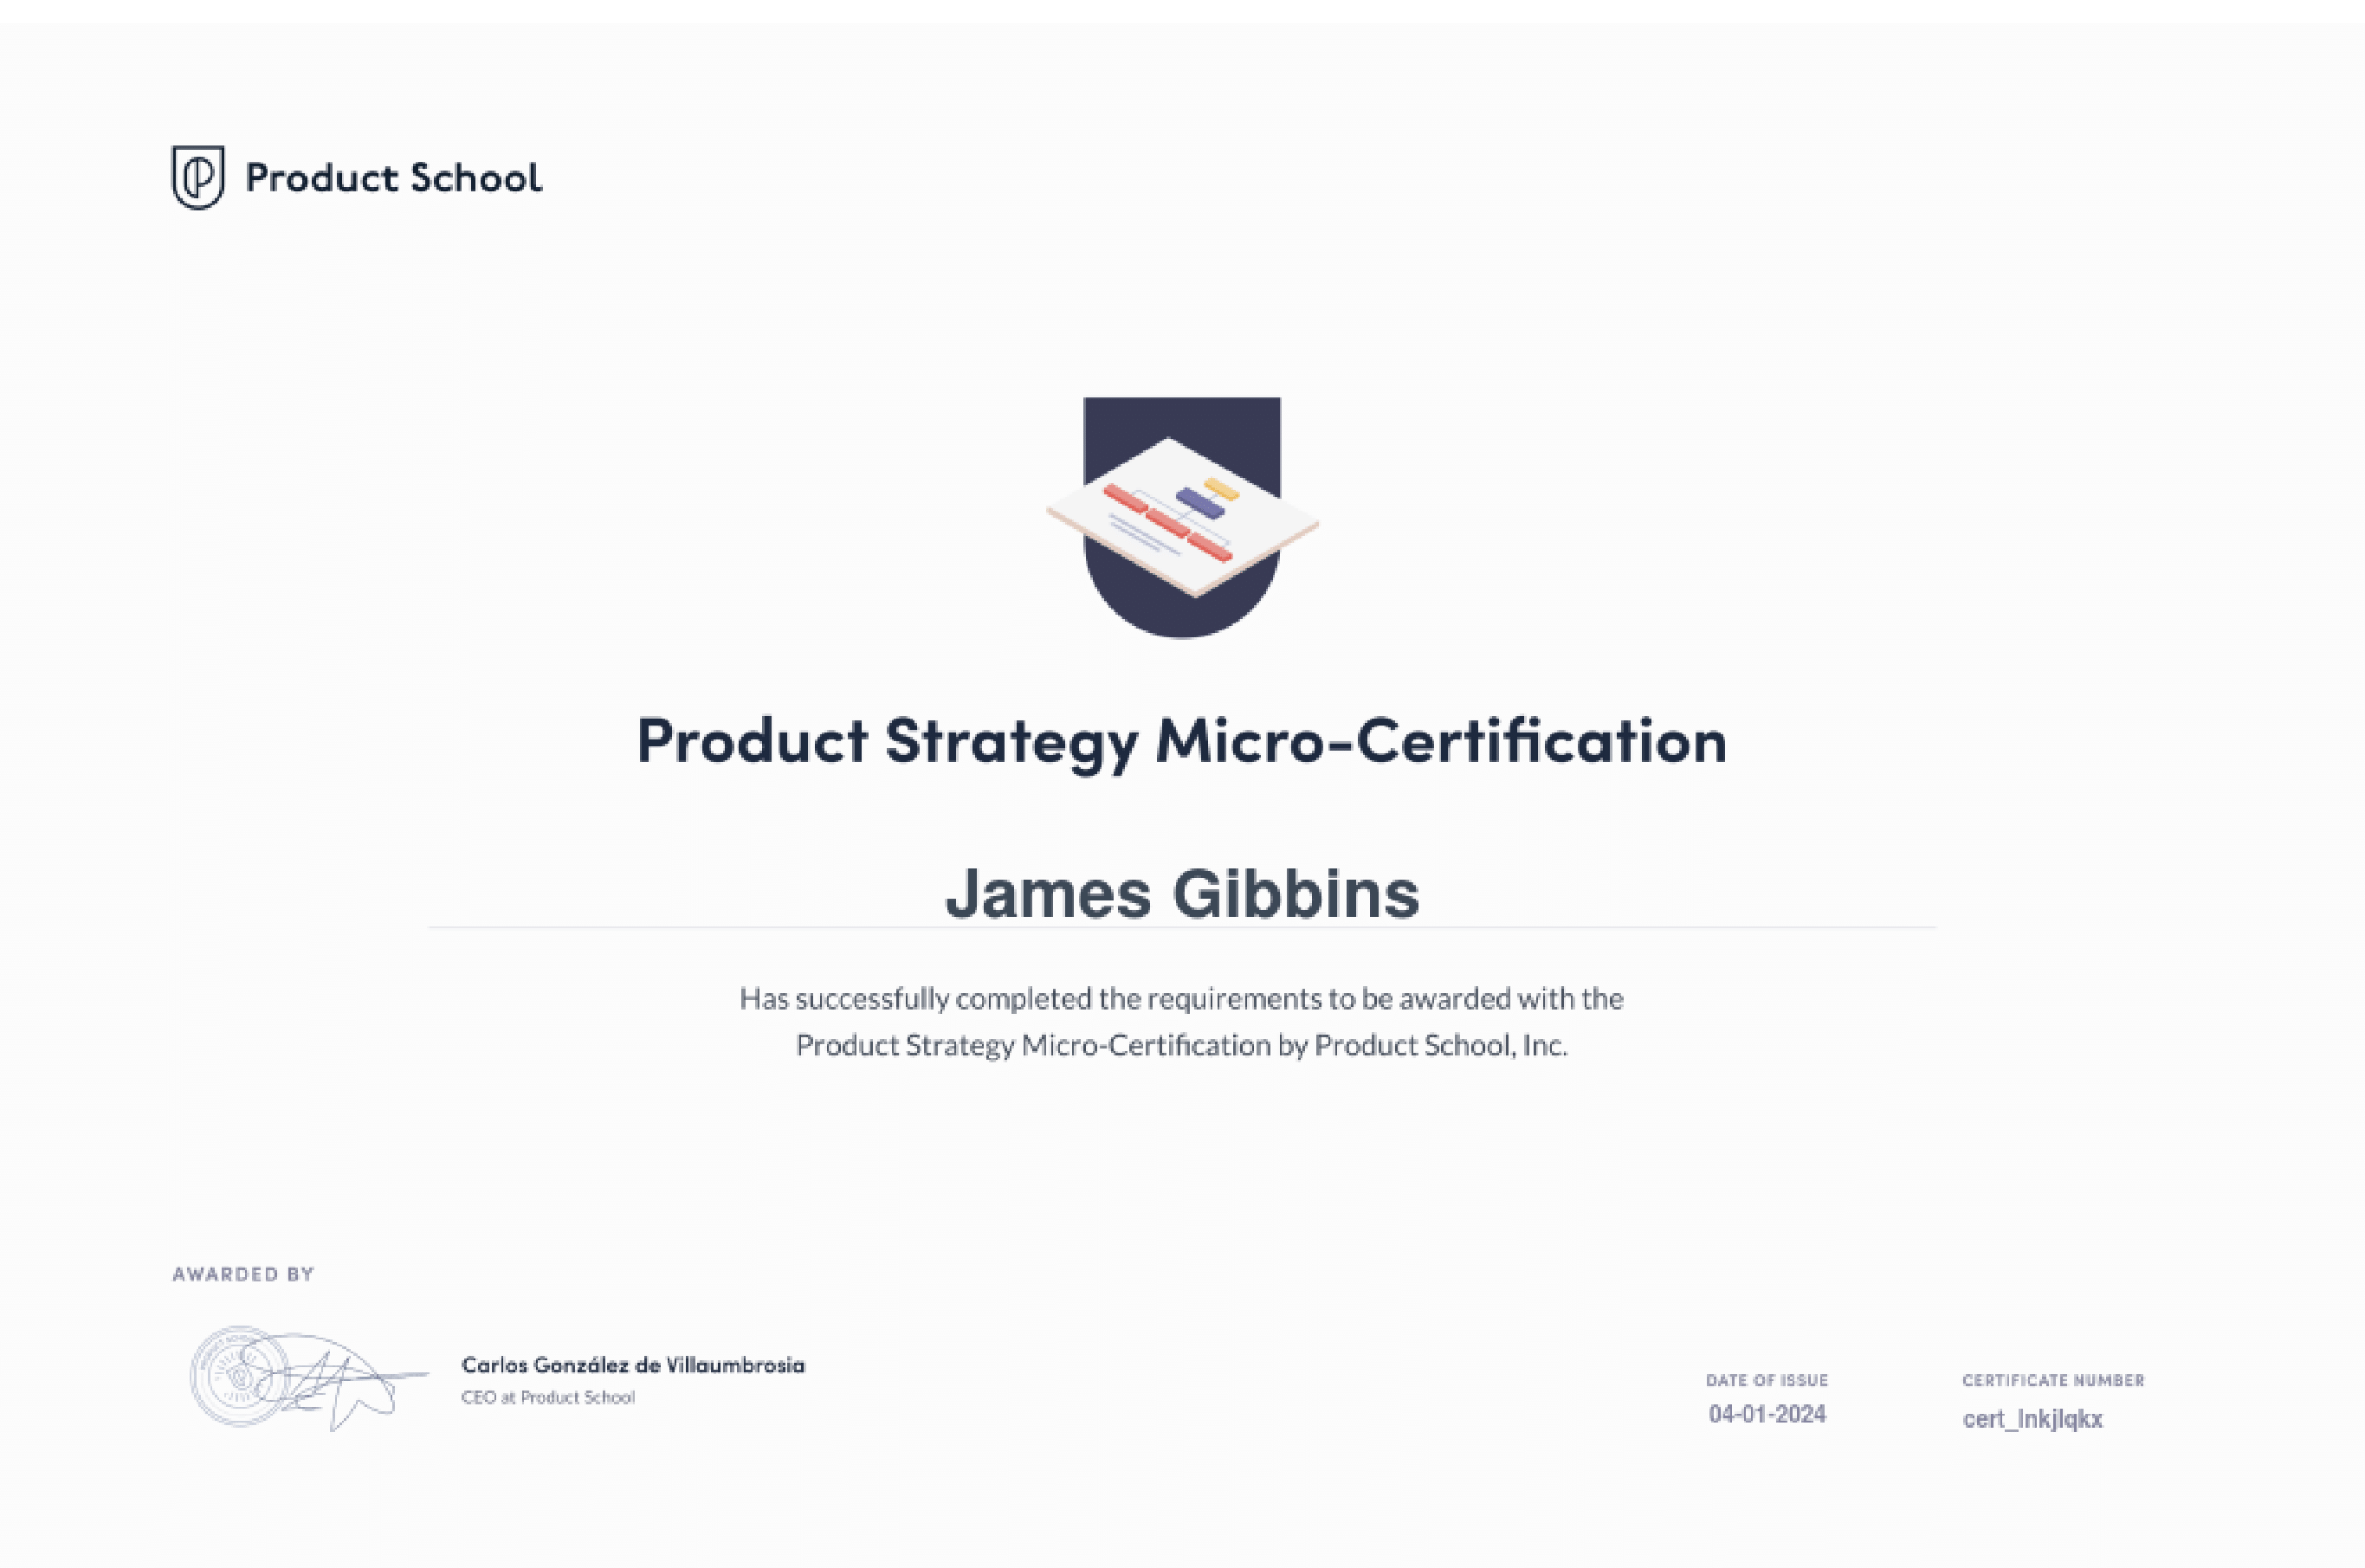 Product School
Product Strategy Micro-Certification
James Gibbins
Has successfully completed the requirements to be awarded with the
Product Strategy Micro-Certification by Product School, Inc.
AWARDED BY
Carlos González de Villaumbrosia
CEO at Product School
DATE OF ISSUE
04-01-2024
CERTIFICATE NUMBER